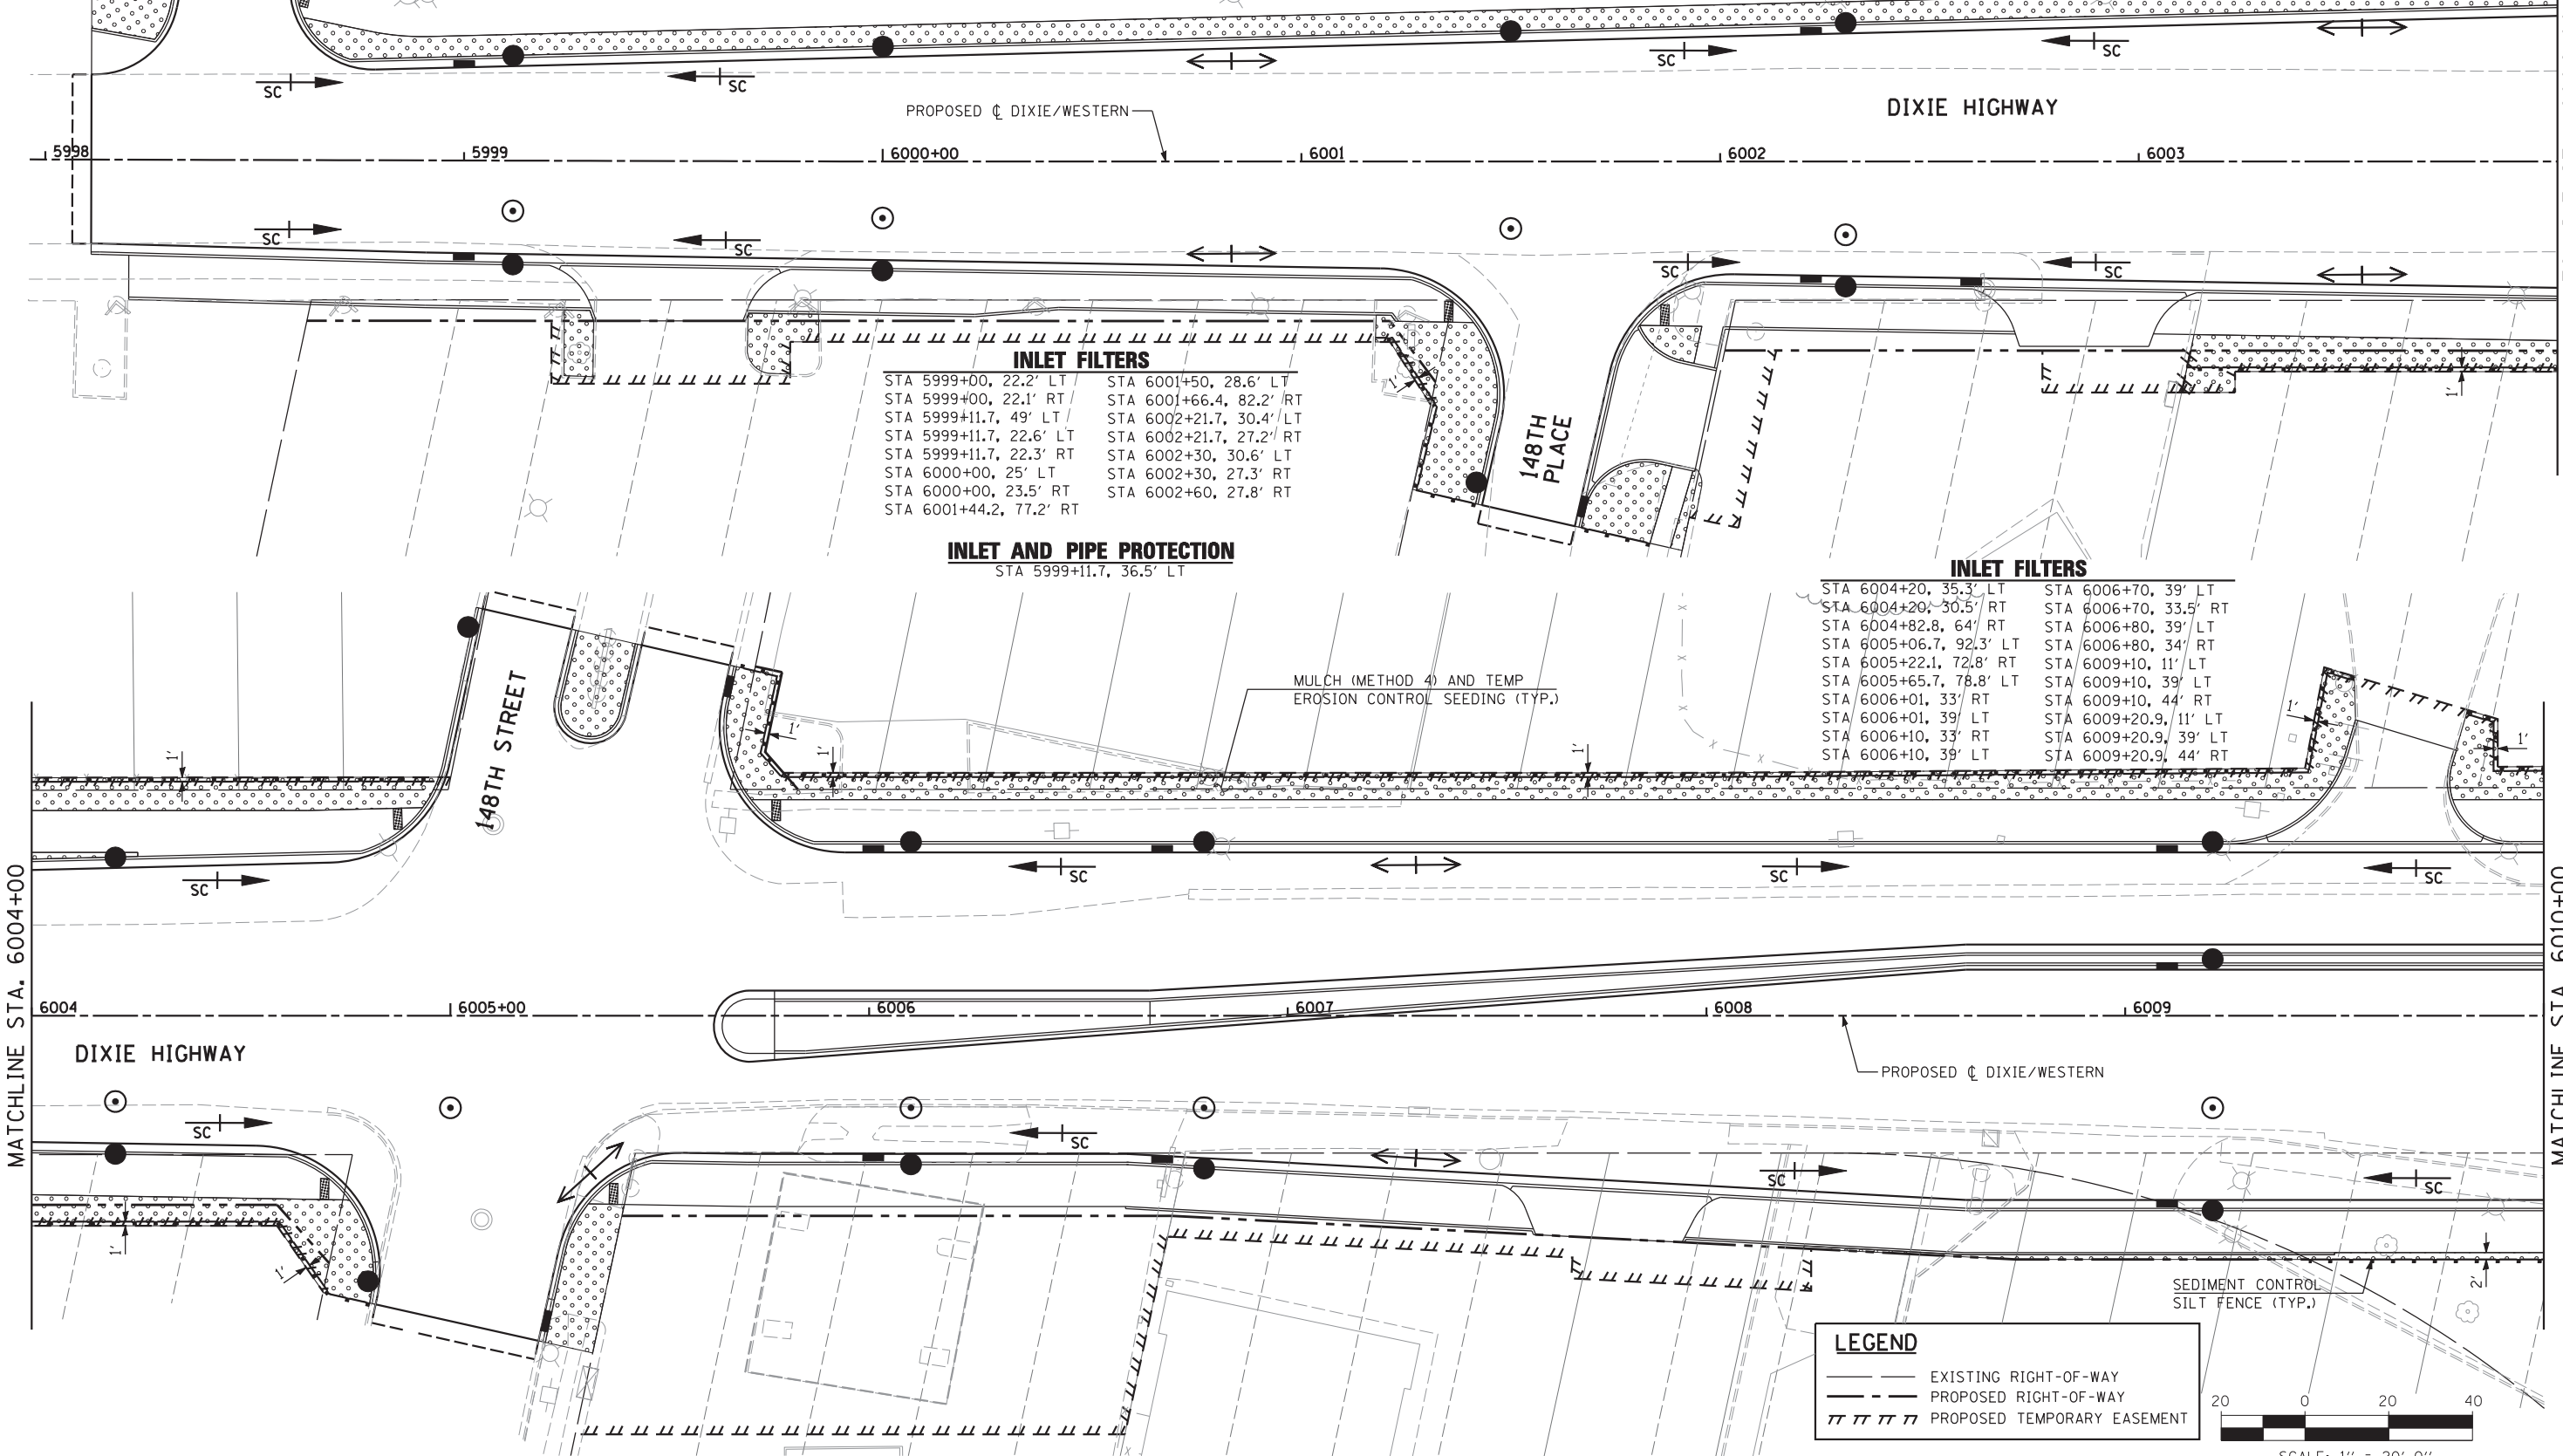 SC
SC
SC
SC
PROPOSED ℄ DIXIE/WESTERN
DIXIE HIGHWAY
5998
5999
6000+00
6001
6002
6003
SC
SC
SC
SC
INLET FILTERS
STA 5999+00, 22.2' LT
STA 5999+00, 22.1' RT
STA 5999+11.7, 49' LT
STA 5999+11.7, 22.6' LT
STA 5999+11.7, 22.3' RT
STA 6000+00, 25' LT
STA 6000+00, 23.5' RT
STA 6001+44.2, 77.2' RT
STA 6001+50, 28.6' LT
STA 6001+66.4, 82.2' RT
STA 6002+21.7, 30.4' LT
STA 6002+21.7, 27.2' RT
STA 6002+30, 30.6' LT
STA 6002+30, 27.3' RT
STA 6002+60, 27.8' RT
1'
148TH
PLACE
1'
INLET AND PIPE PROTECTION
STA 5999+11.7, 36.5' LT
INLET FILTERS
STA 6004+20, 35.3' LT
STA 6004+20, 30.5' RT
STA 6004+82.8, 64' RT
STA 6005+06.7, 92.3' LT
STA 6005+22.1, 72.8' RT
STA 6005+65.7, 78.8' LT
STA 6006+01, 33' RT
STA 6006+01, 39' LT
STA 6006+10, 33' RT
STA 6006+10, 39' LT
STA 6006+70, 39' LT
STA 6006+70, 33.5' RT
STA 6006+80, 39' LT
STA 6006+80, 34' RT
STA 6009+10, 11' LT
STA 6009+10, 39' LT
STA 6009+10, 44' RT
STA 6009+20.9, 11' LT
STA 6009+20.9, 39' LT
STA 6009+20.9, 44' RT
MULCH (METHOD 4) AND TEMP
EROSION CONTROL SEEDING (TYP.)
148TH STREET
1'
1'
1'
1'
1'
1'
SC
SC
SC
SC
MATCHLINE STA. 6004+00
MATCHLINE STA. 6010+00
6004
6005+00
6006
6007
6008
6009
DIXIE HIGHWAY
PROPOSED ℄ DIXIE/WESTERN
SC
SC
SC
SC
1'
1'
2'
SEDIMENT CONTROL
SILT FENCE (TYP.)
LEGEND
EXISTING RIGHT-OF-WAY
PROPOSED RIGHT-OF-WAY
PROPOSED TEMPORARY EASEMENT
20 0 20 40